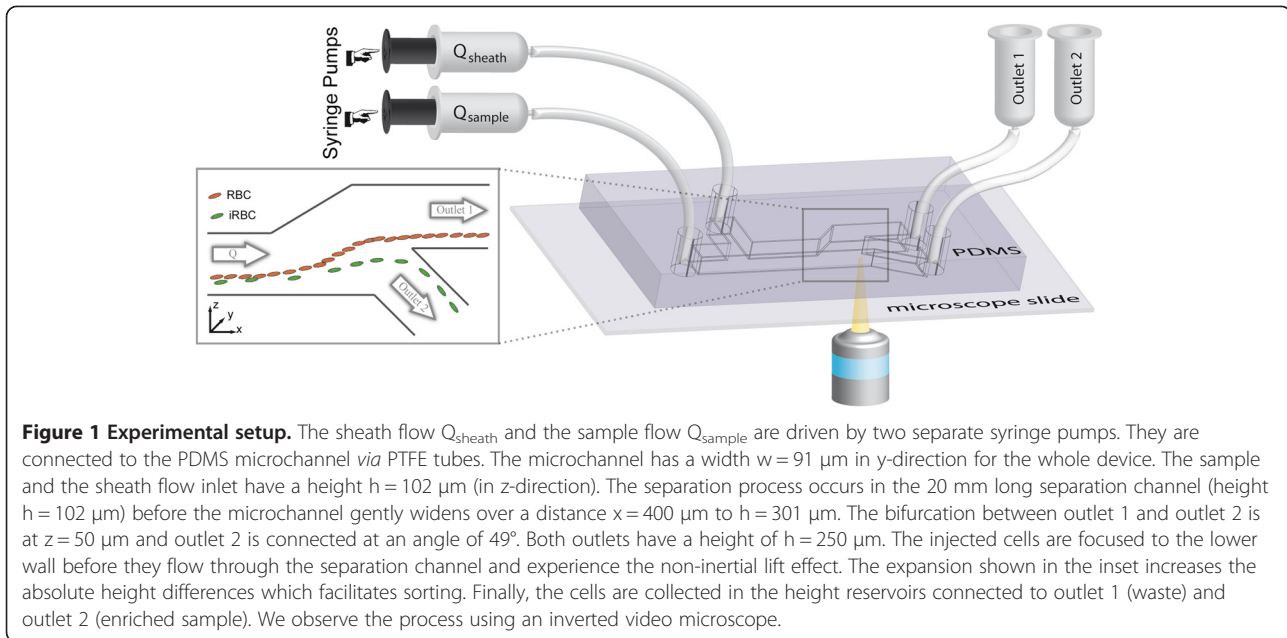 Syringe Pumps
Qsheath
Qsample
Outlet 1
Outlet 2
RBC
iRBC
Outlet 1
Q
Outlet 2
z
y
x
PDMS
microscope slide
Figure 1 Experimental setup. The sheath flow Qsheath and the sample flow Qsample are driven by two separate syringe pumps. They are
connected to the PDMS microchannel via PTFE tubes. The microchannel has a width w = 91 μm in y-direction for the whole device. The sample
and the sheath flow inlet have a height h = 102 μm (in z-direction). The separation process occurs in the 20 mm long separation channel (height
h = 102 μm) before the microchannel gently widens over a distance x = 400 μm to h = 301 μm. The bifurcation between outlet 1 and outlet 2 is
at z = 50 μm and outlet 2 is connected at an angle of 49°. Both outlets have a height of h = 250 μm. The injected cells are focused to the lower
wall before they flow through the separation channel and experience the non-inertial lift effect. The expansion shown in the inset increases the
absolute height differences which facilitates sorting. Finally, the cells are collected in the height reservoirs connected to outlet 1 (waste) and
outlet 2 (enriched sample). We observe the process using an inverted video microscope.